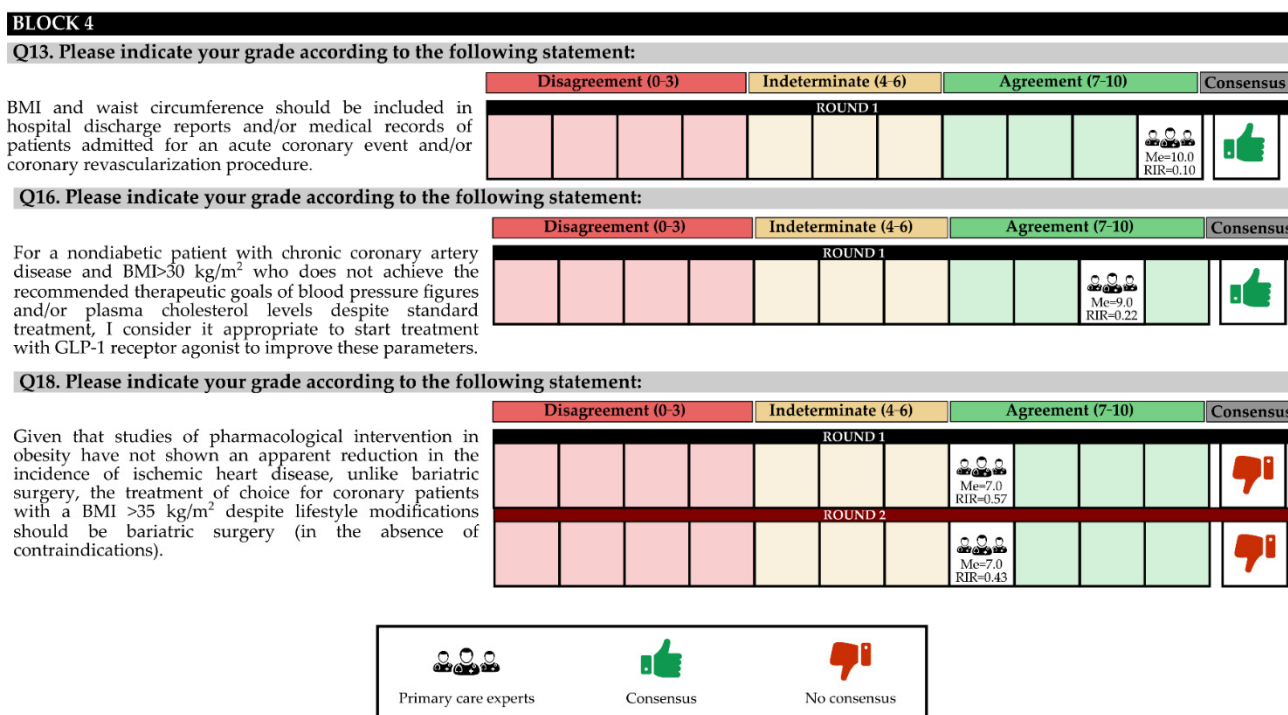 BLOCK 4
Q13. Please indicate your grade according to the following statement:
Disagreement (0-3) Indeterminate (4-6) Agreement (7-10) Consensus
ROUND 1
BMI and waist circumference should be included in
hospital discharge reports and/or medical records of
patients admitted for an acute coronary event and/or
coronary revascularization procedure.
Me=10.0
RIR=0.10
Q16. Please indicate your grade according to the following statement:
Disagreement (0-3) Indeterminate (4-6) Agreement (7-10) Consensus
ROUND 1
For a nondiabetic patient with chronic coronary artery
disease and BMI>30 kg/m² who does not achieve the
recommended therapeutic goals of blood pressure figures
and/or plasma cholesterol levels despite standard
treatment, I consider it appropriate to start treatment
with GLP-1 receptor agonist to improve these parameters.
Me=9.0
RIR=0.22
Q18. Please indicate your grade according to the following statement:
Disagreement (0-3) Indeterminate (4-6) Agreement (7-10) Consensus
ROUND 1
Given that studies of pharmacological intervention in
obesity have not shown an apparent reduction in the
incidence of ischemic heart disease, unlike bariatric
surgery, the treatment of choice for coronary patients
with a BMI >35 kg/m² despite lifestyle modifications
should be bariatric surgery (in the absence of
contraindications).
Me=7.0
RIR=0.57
ROUND 2
Me=7.0
RIR=0.43
Primary care experts Consensus No consensus